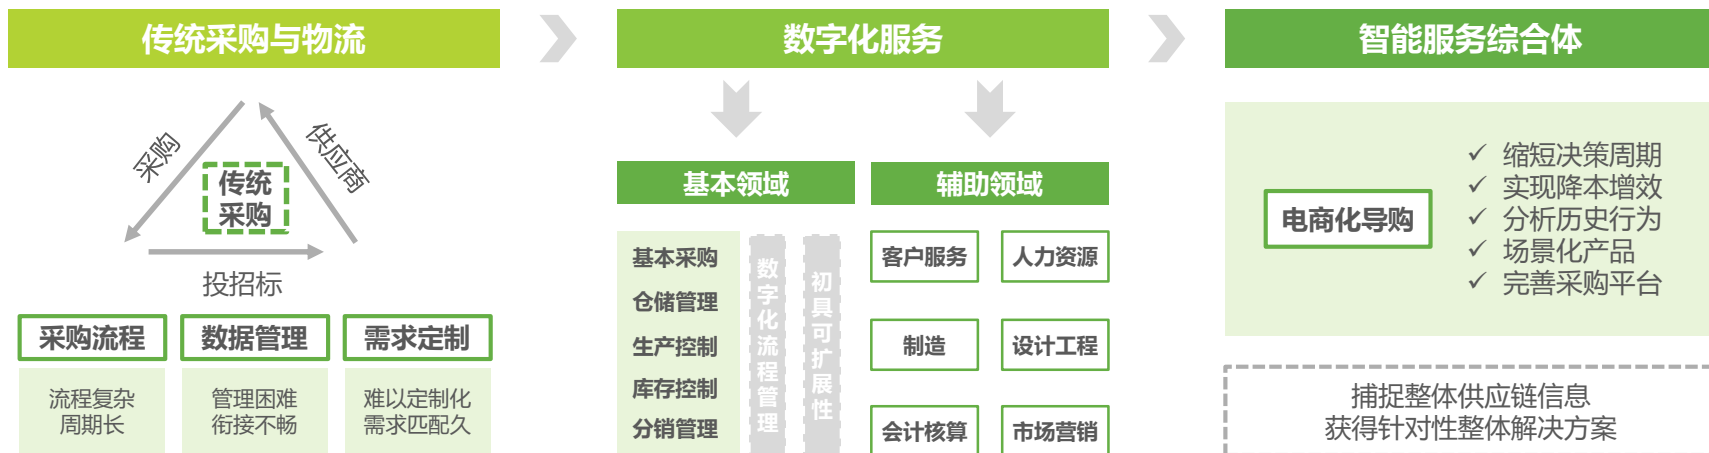 传统采购与物流
数字化服务
智能服务综合体
采购
供应商
传统
采购
投招标
采购流程
数据管理
需求定制
流程复杂
周期长
管理困难
衔接不畅
难以定制化
需求匹配久
基本领域
辅助领域
基本采购
仓储管理
生产控制
库存控制
分销管理
数字化流程管理
初具可扩展性
客户服务
人力资源
制造
设计工程
会计核算
市场营销
电商化导购
✓ 缩短决策周期
✓ 实现降本增效
✓ 分析历史行为
✓ 场景化产品
✓ 完善采购平台
捕捉整体供应链信息
获得针对性整体解决方案